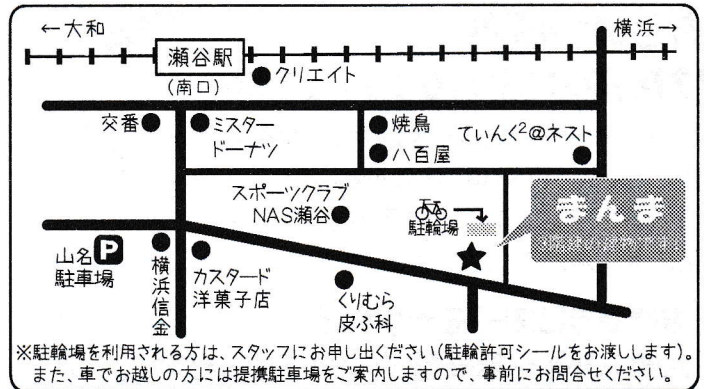 ←大和
横浜→
瀬谷駅
(南口)
クリエイト
交番
ミスター
ドーナツ
焼鳥
八百屋
てぃんく²@ネスト
スポーツクラブ
NAS瀬谷
駐輪場
まんま
山名
駐車場
P
横浜信金
カスタード
洋菓子店
くりむら
皮ふ科
※駐輪場を利用される方は、スタッフにお申し出ください(駐輪許可シールをお渡しします)。
また、車でお越しの方には提携駐車場をご案内しますので、事前にお問合せください。